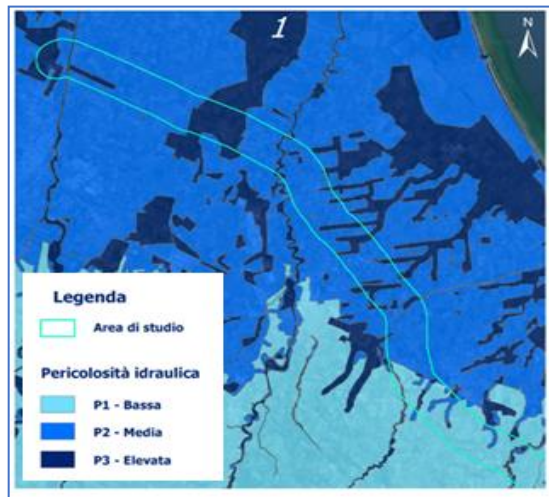 1
N
Legenda
Area di studio
Pericolosità idraulica
P1 - Bassa
P2 - Media
P3 - Elevata